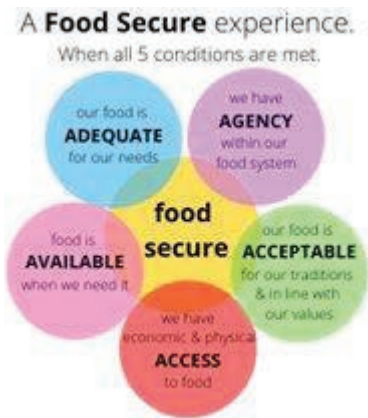 A Food Secure experience.
When all 5 conditions are met.
our food is
ADEQUATE
for our needs
we have
AGENCY
within our
food system
food
secure
food is
AVAILABLE
when we need it
our food is
ACCEPTABLE
for our traditions
& in line with
our values
we have
economic & physical
ACCESS
to food